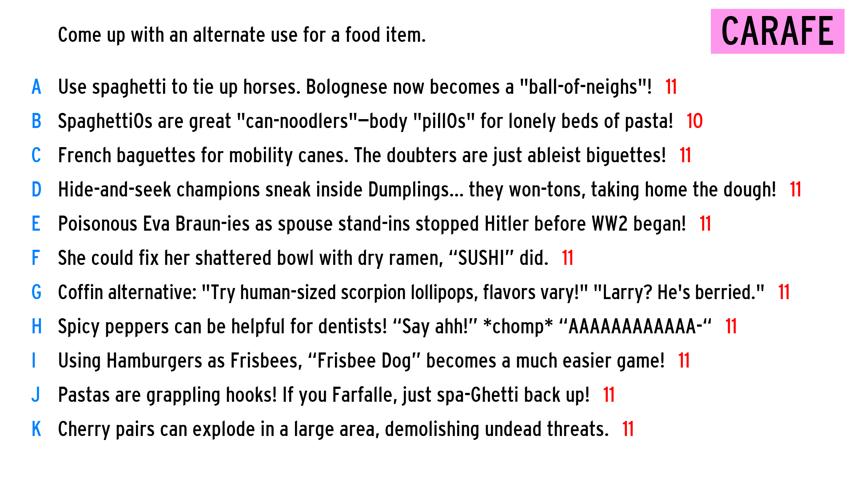 Come up with an alternate use for a food item.
CARAFE
A Use spaghetti to tie up horses. Bolognese now becomes a "ball-of-neighs"! 11
B SpaghettiOs are great "can-noodlers"—body "pillOs" for lonely beds of pasta! 10
C French baguettes for mobility canes. The doubters are just ableist biguettes! 11
D Hide-and-seek champions sneak inside Dumplings... they won-tons, taking home the dough! 11
E Poisonous Eva Braun-ies as spouse stand-ins stopped Hitler before WW2 began! 11
F She could fix her shattered bowl with dry ramen, “SUSHI” did. 11
G Coffin alternative: "Try human-sized scorpion lollipops, flavors vary!" "Larry? He's berried." 11
H Spicy peppers can be helpful for dentists! “Say ahh!” *chomp* “AAAAAAAAAAAA-“ 11
I Using Hamburgers as Frisbees, “Frisbee Dog” becomes a much easier game! 11
J Pastas are grappling hooks! If you Farfalle, just spa-Ghetti back up! 11
K Cherry pairs can explode in a large area, demolishing undead threats. 11